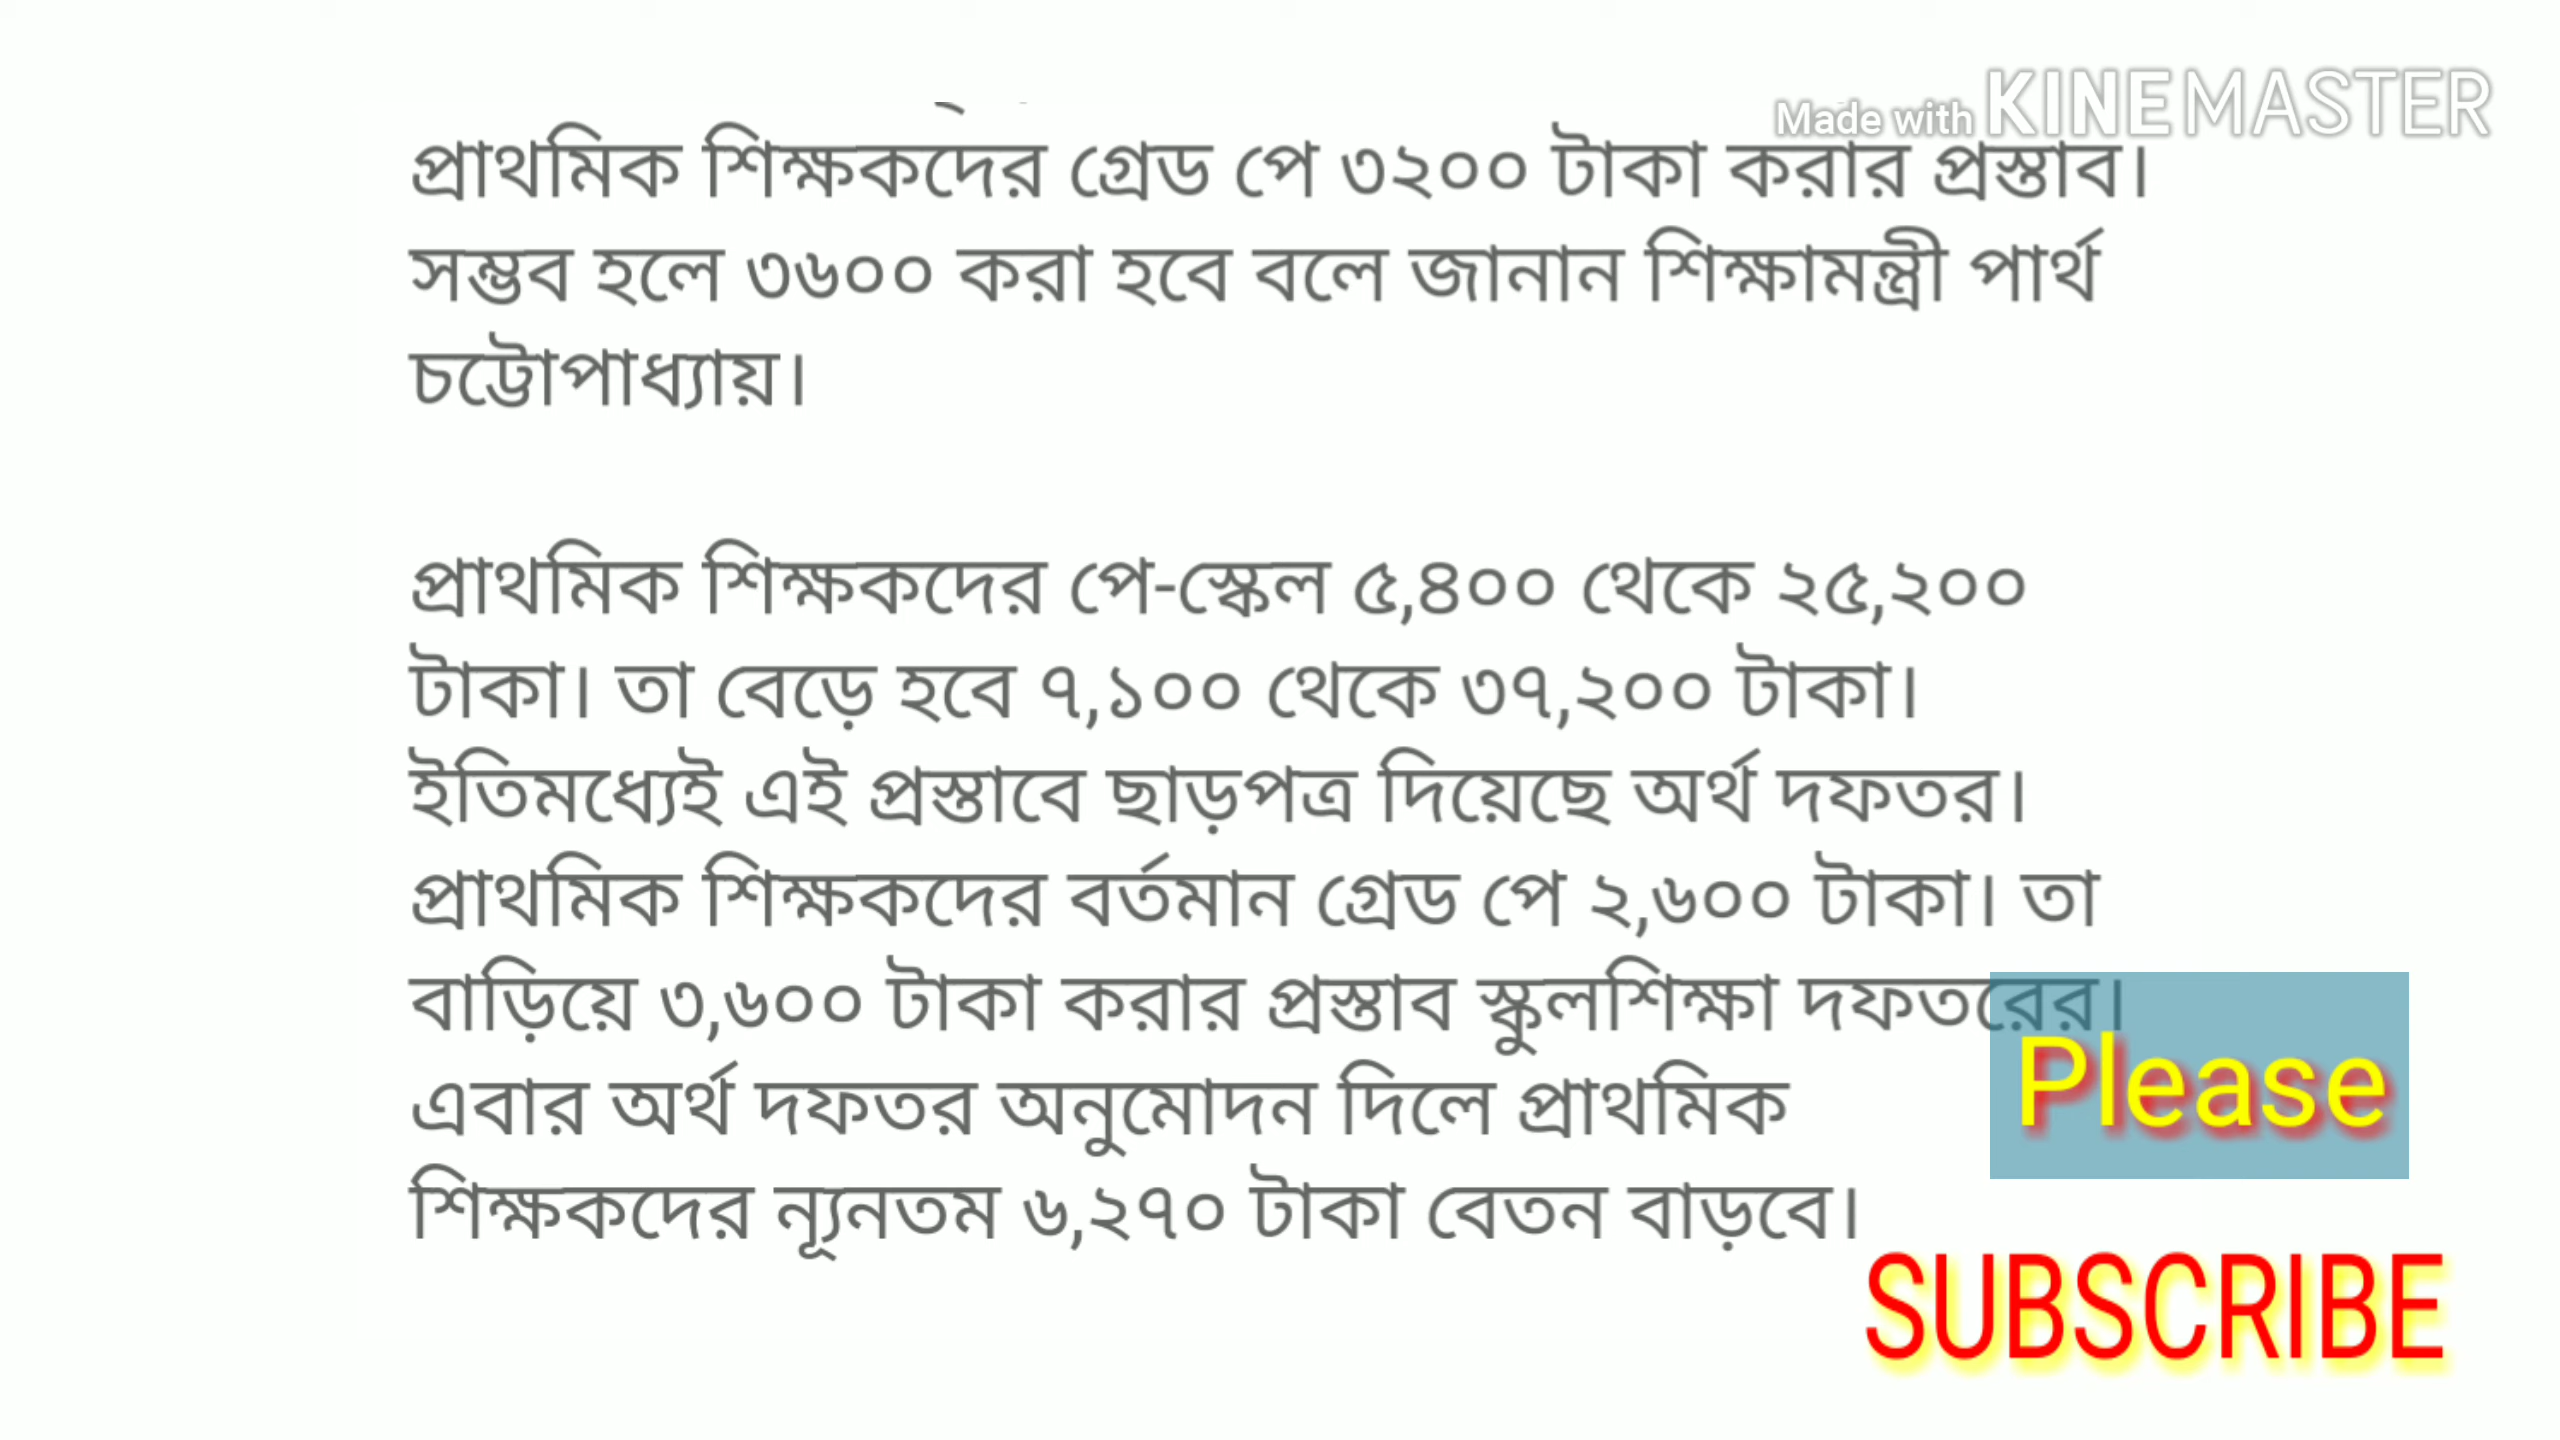 Made with KINEMASTER
প্রাথমিক শিক্ষকদের গ্রেড পে ৩২০০ টাকা করার প্রস্তাব।
সম্ভব হলে ৩৬০০ করা হবে বলে জানান শিক্ষামন্ত্রী পার্থ
চট্টোপাধ্যায়।
প্রাথমিক শিক্ষকদের পে-স্কেল ৫,৪০০ থেকে ২৫,২০০
টাকা। তা বেড়ে হবে ৭,১০০ থেকে ৩৭,২০০ টাকা।
ইতিমধ্যেই এই প্রস্তাবে ছাড়পত্র দিয়েছে অর্থ দফতর।
প্রাথমিক শিক্ষকদের বর্তমান গ্রেড পে ২,৬০০ টাকা। তা
বাড়িয়ে ৩,৬০০ টাকা করার প্রস্তাব স্কুলশিক্ষা দফতরের।
এবার অর্থ দফতর অনুমোদন দিলে প্রাথমিক
শিক্ষকদের ন্যূনতম ৬,২৭০ টাকা বেতন বাড়বে।
Please
SUBSCRIBE